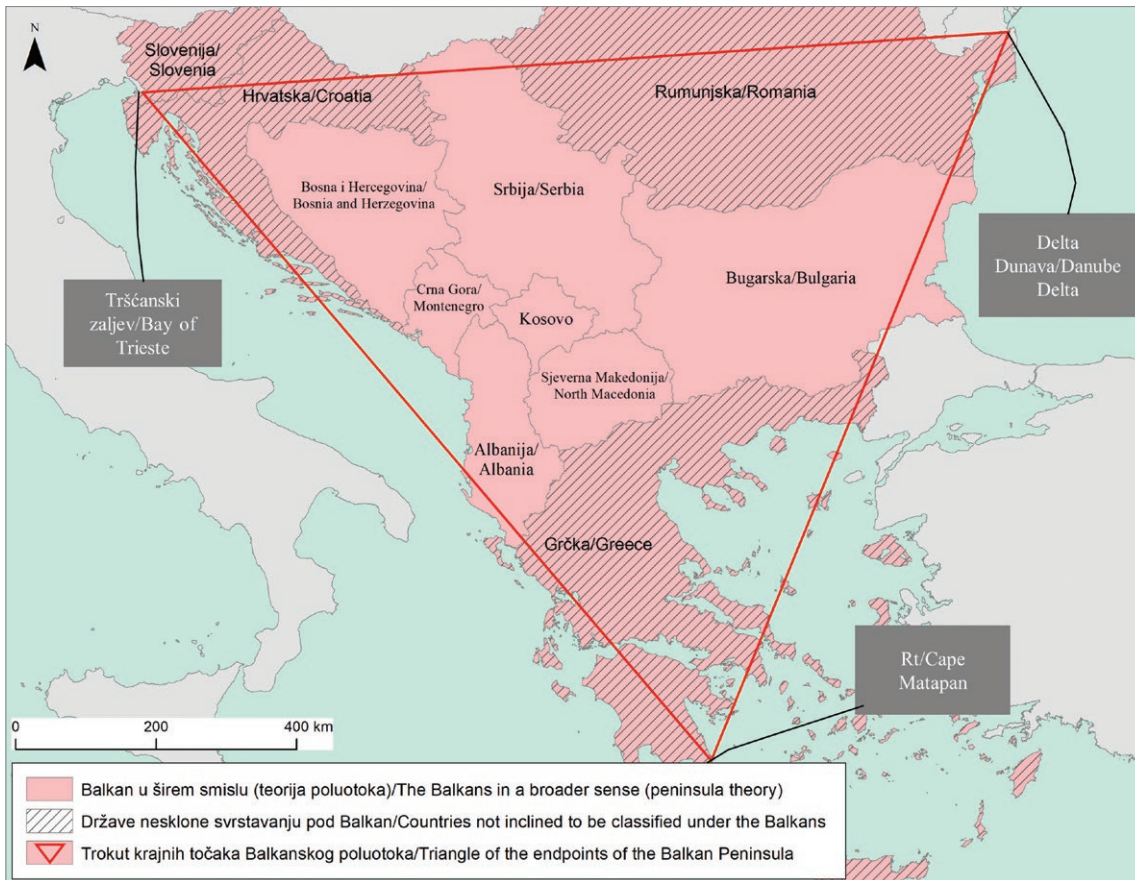 N
Slovenija/
Slovenia
Hrvatska/Croatia
Rumunjska/Romania
Bosna i Hercegovina/
Bosnia and Herzegovina
Srbija/Serbia
Delta
Dunava/Danube
Delta
Bugarska/Bulgaria
Crna Gora/
Montenegro
Tršćanski
zaljev/Bay of
Trieste
Kosovo
Sjeverna Makedonija/
North Macedonia
Albanija/
Albania
Grčka/Greece
Rt/Cape
Matapan
0 200 400 km
Balkan u širem smislu (teorija poluotoka)/The Balkans in a broader sense (peninsula theory)
Države nesklone svrstavanju pod Balkan/Countries not inclined to be classified under the Balkans
Trokut krajnih točaka Balkanskog poluotoka/Triangle of the endpoints of the Balkan Peninsula